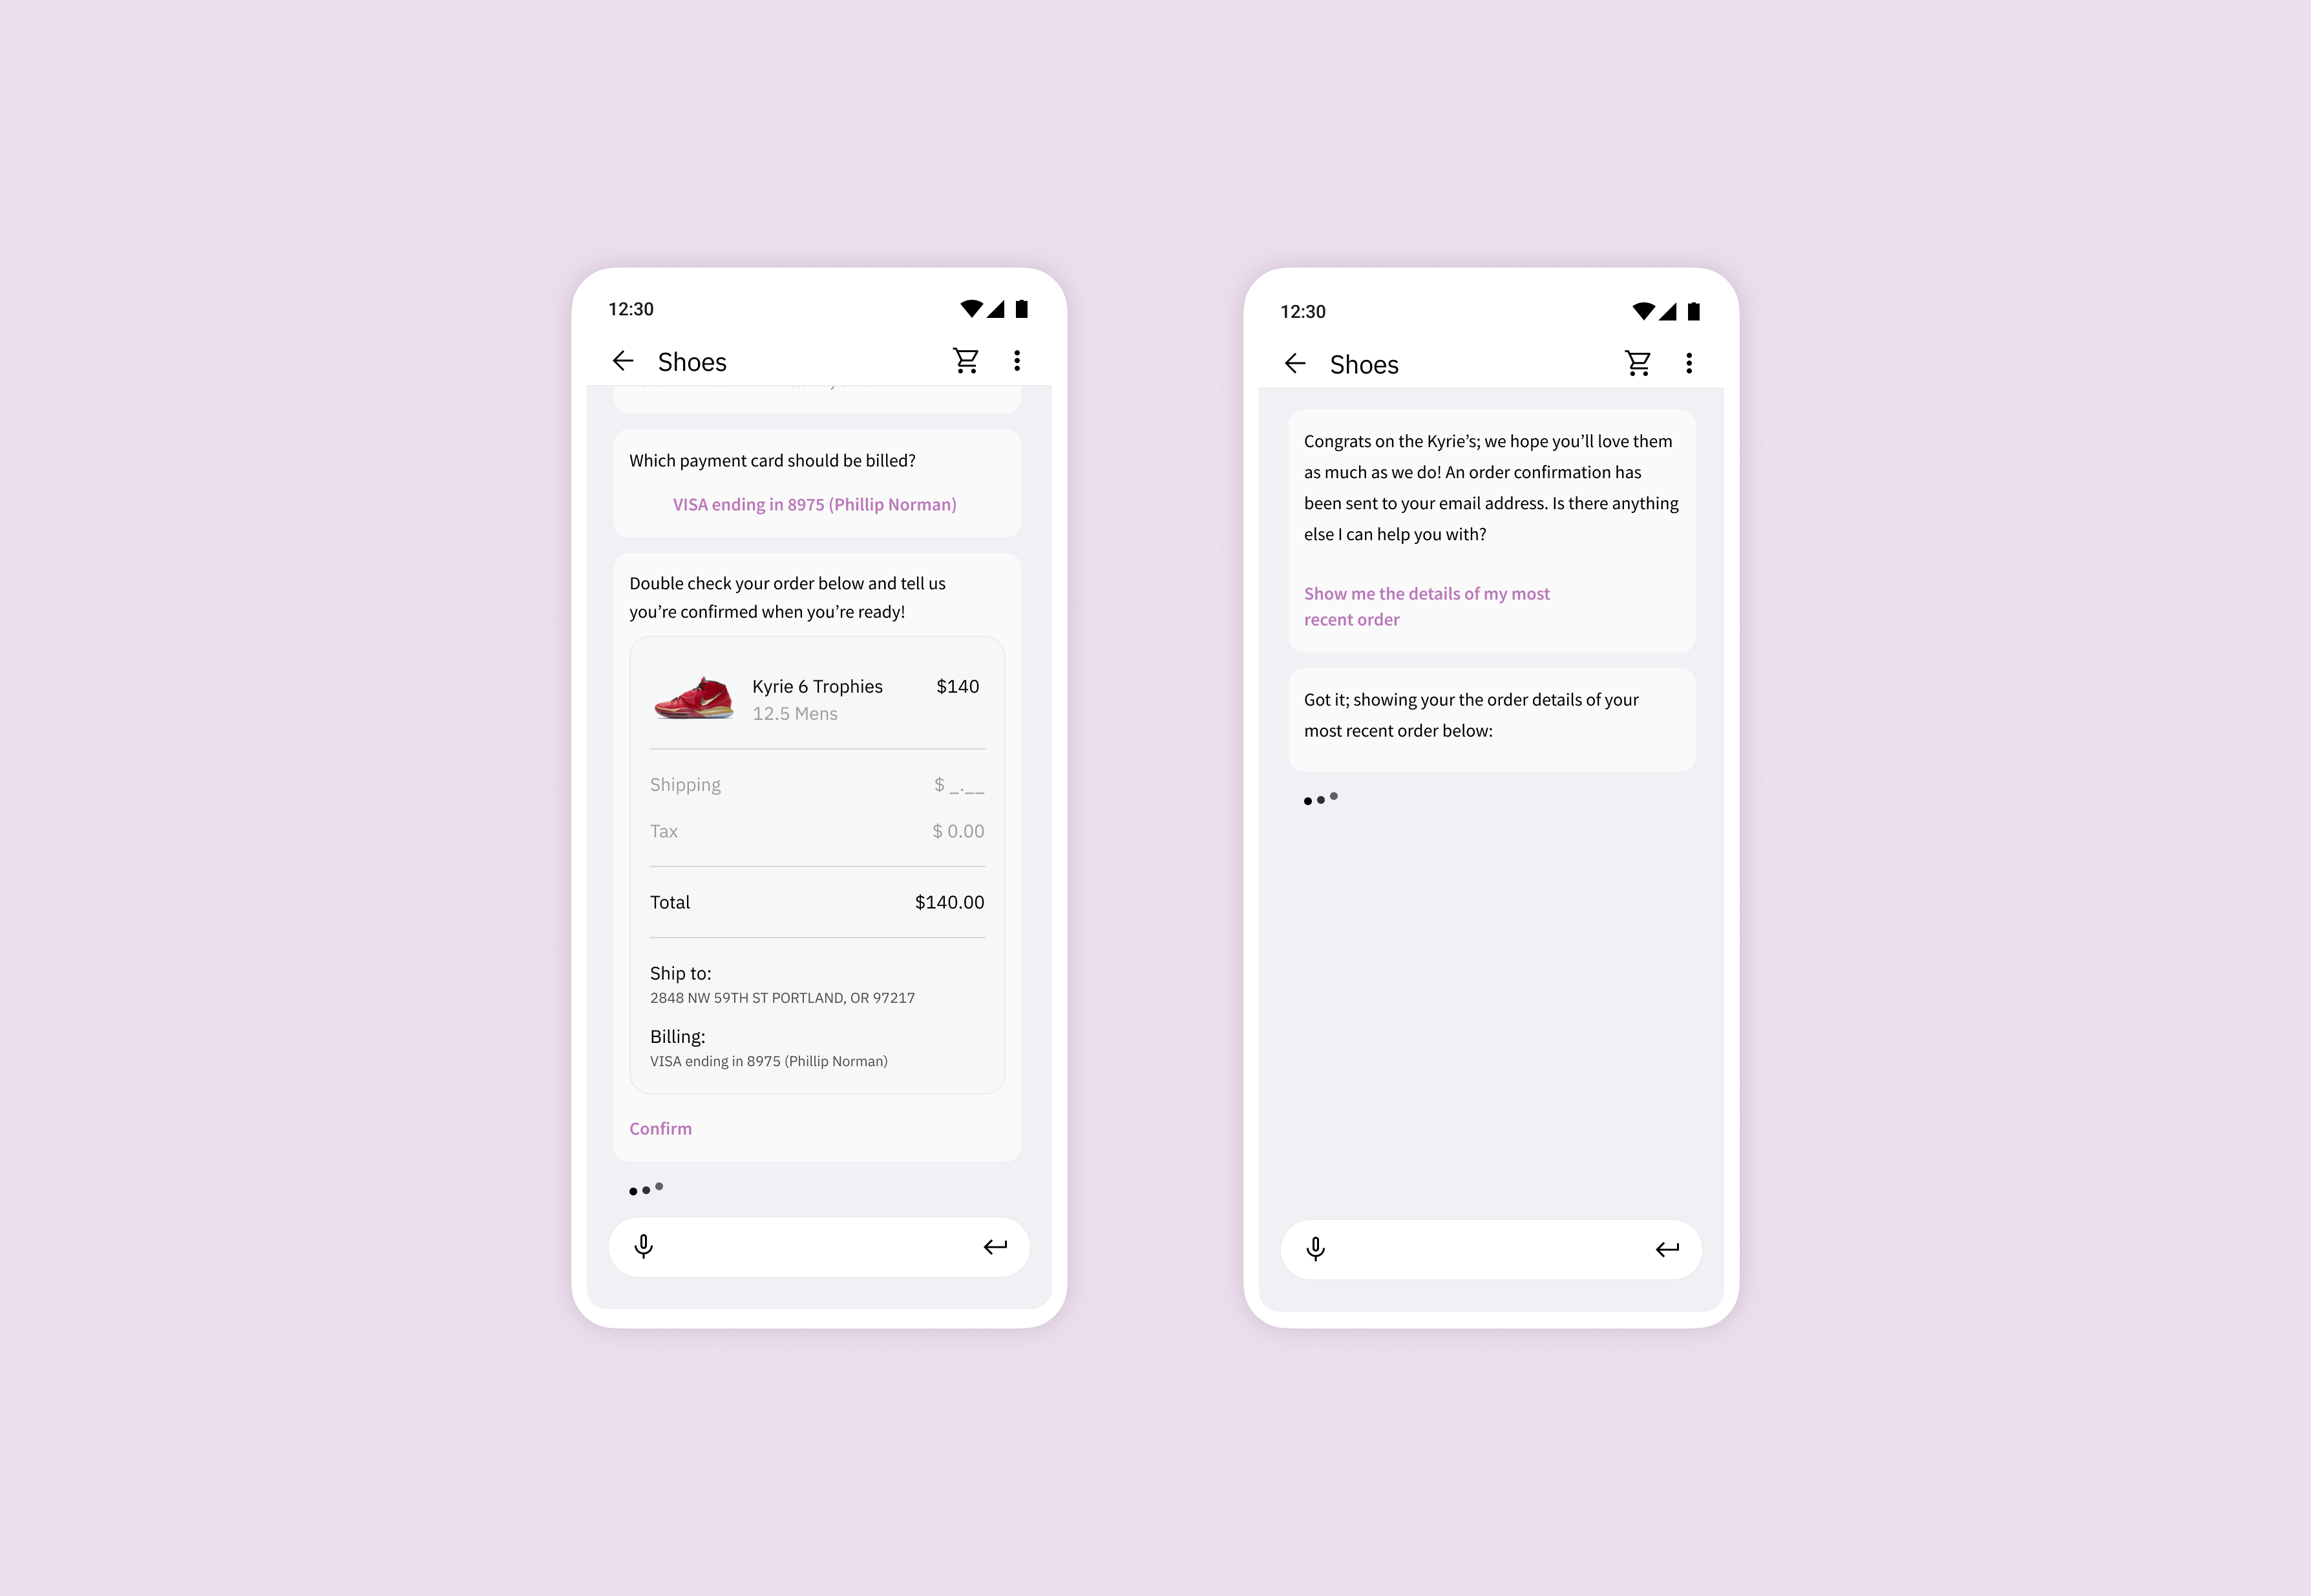 12:30
Shoes
Which payment card should be billed?
VISA ending in 8975 (Phillip Norman)
Double check your order below and tell us
you’re confirmed when you’re ready!
Kyrie 6 Trophies $140
12.5 Mens
Shipping $ _.__
Tax $ 0.00
Total $140.00
Ship to:
2848 NW 59TH ST PORTLAND, OR 97217
Billing:
VISA ending in 8975 (Phillip Norman)
Confirm
12:30
Shoes
Congrats on the Kyrie’s; we hope you’ll love them
as much as we do! An order confirmation has
been sent to your email address. Is there anything
else I can help you with?
Show me the details of my most
recent order
Got it; showing your the order details of your
most recent order below: